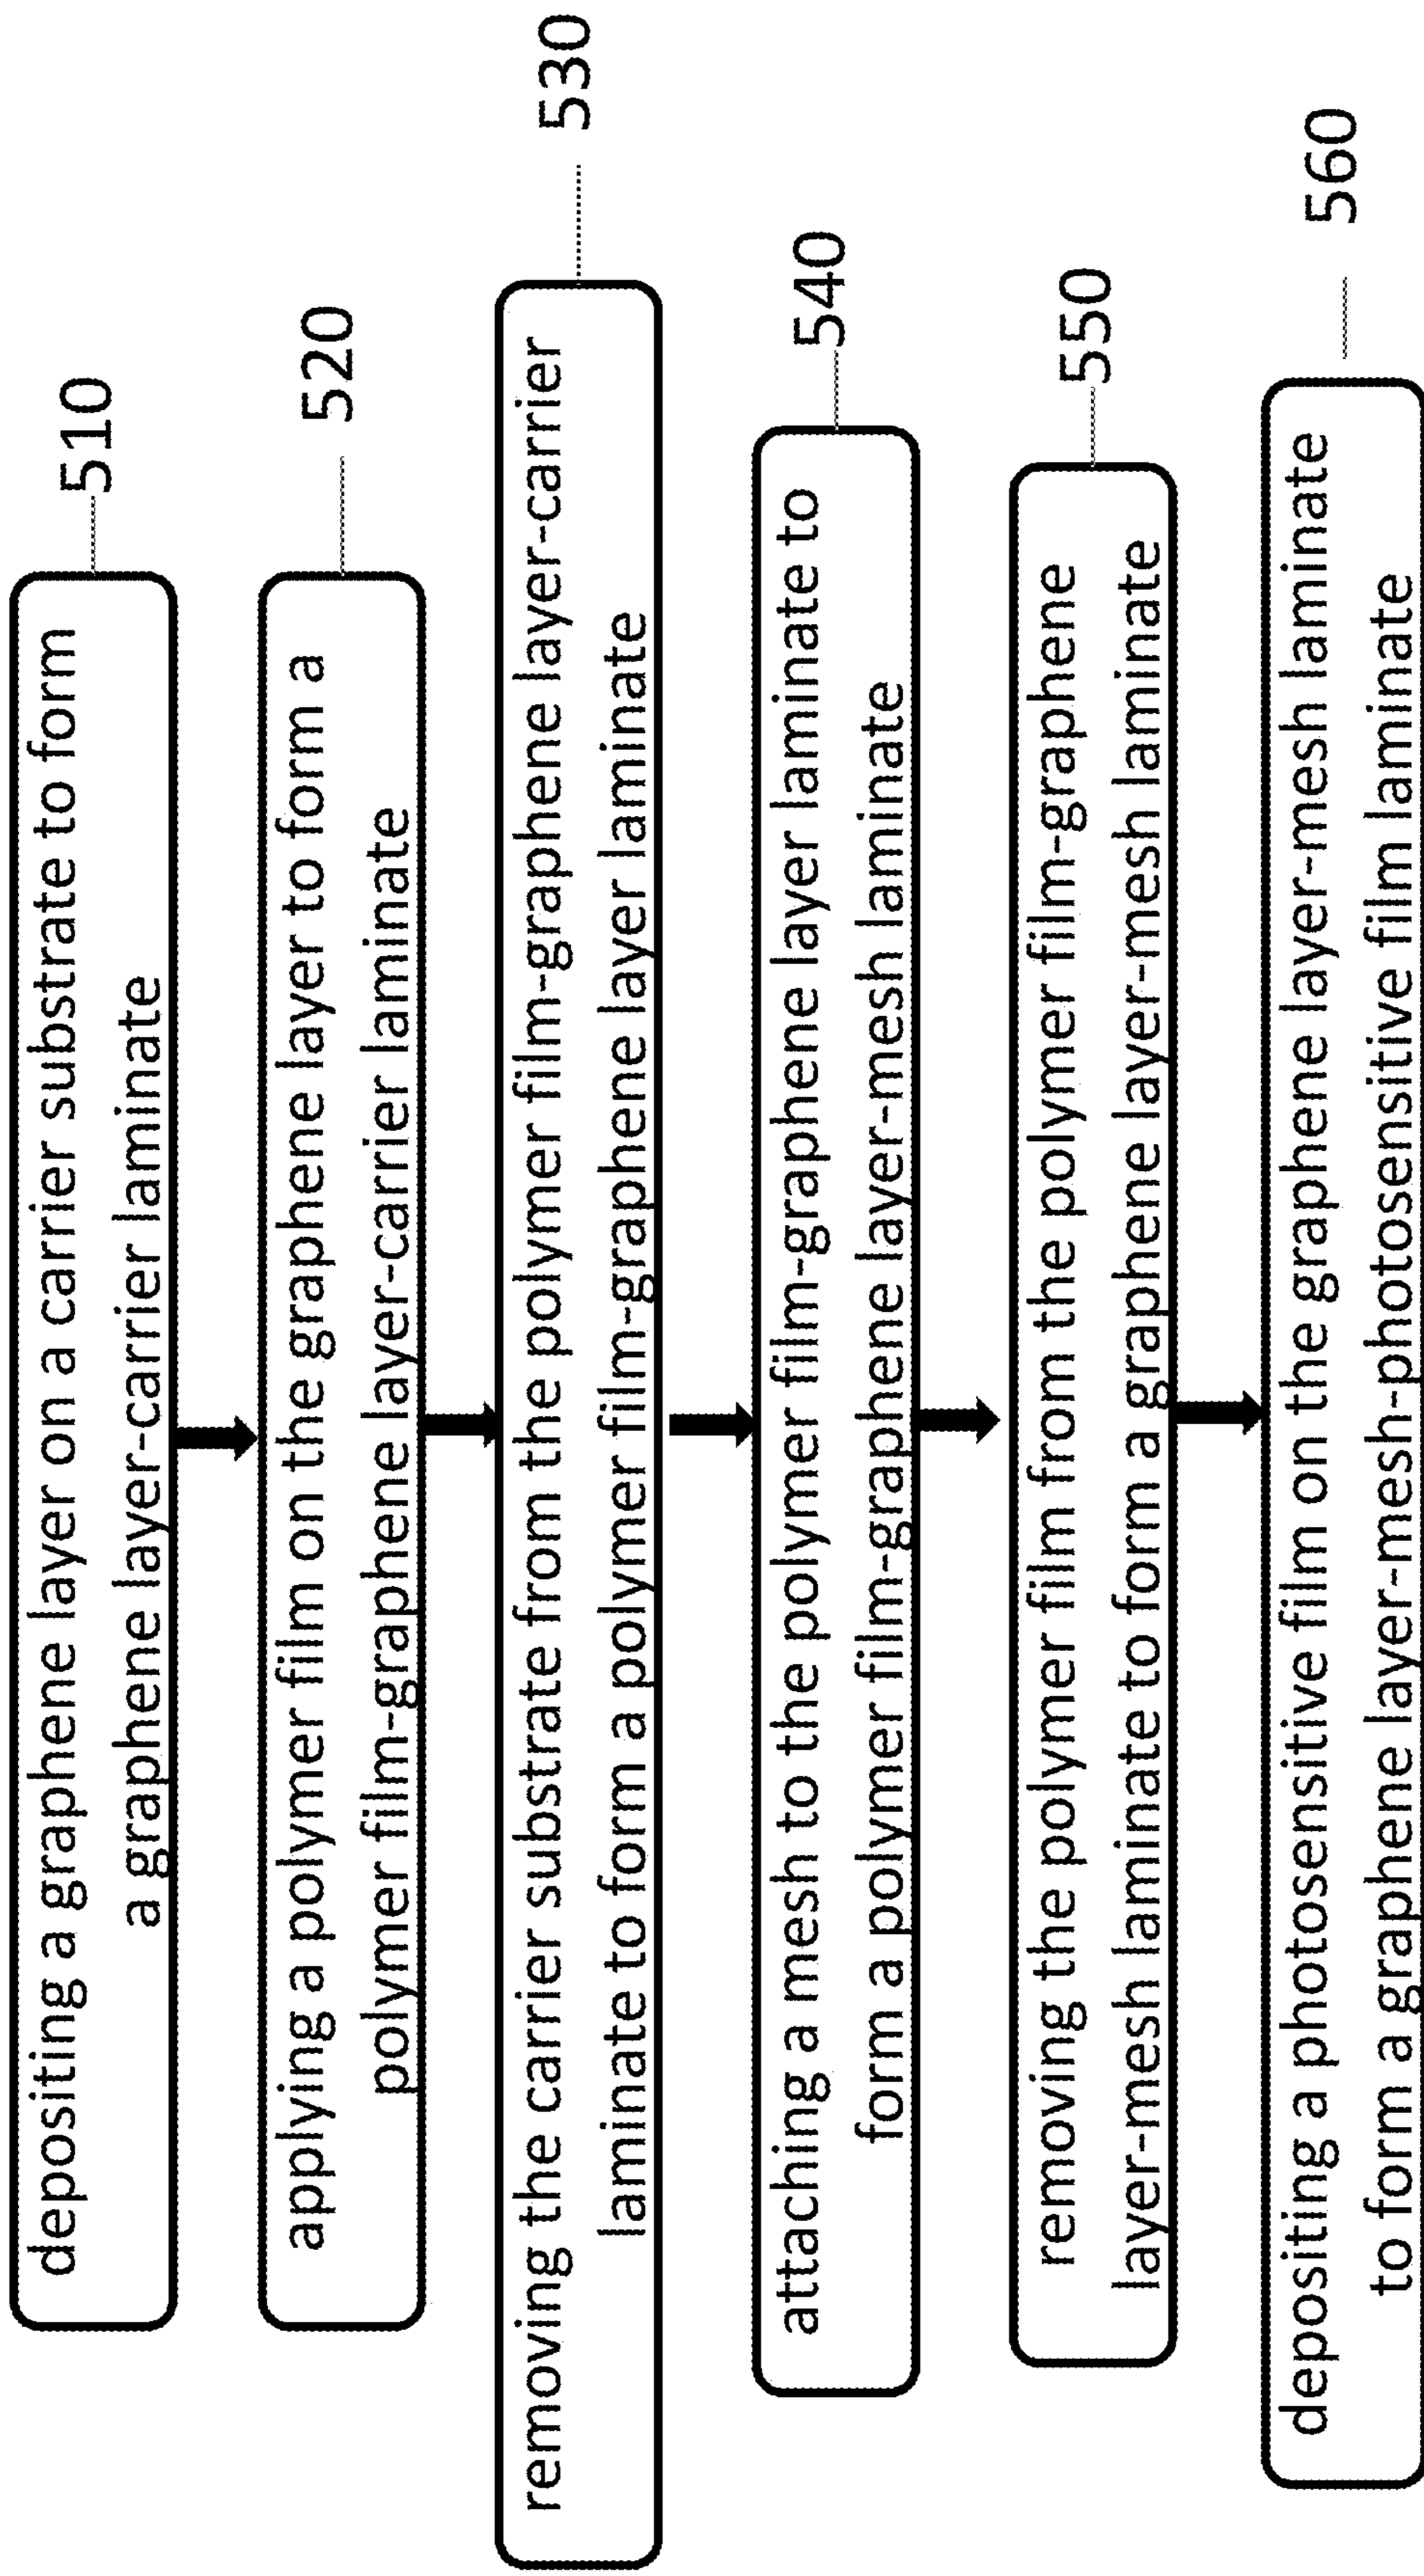 depositing a graphene layer on a carrier substrate to form
a graphene layer-carrier laminate
510
applying a polymer film on the graphene layer to form a
polymer film-graphene layer-carrier laminate
520
removing the carrier substrate from the polymer film-graphene layer-carrier
laminate to form a polymer film-graphene layer laminate
530
attaching a mesh to the polymer film-graphene layer laminate to
form a polymer film-graphene layer-mesh laminate
540
removing the polymer film from the polymer film-graphene
layer-mesh laminate to form a graphene layer-mesh laminate
550
depositing a photosensitive film on the graphene layer-mesh laminate
to form a graphene layer-mesh-photosensitive film laminate
560